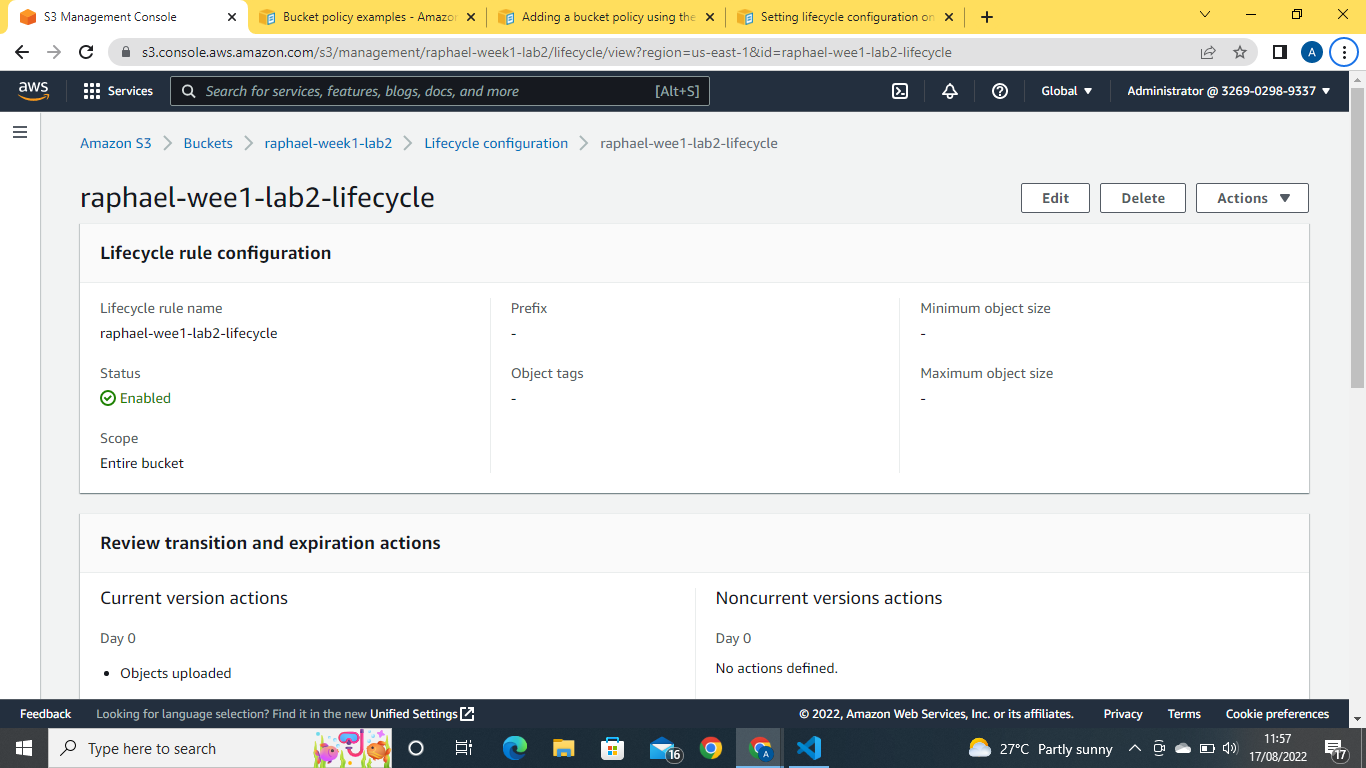 S3 Management Console
Bucket policy examples - Amazon
Adding a bucket policy using the
Setting lifecycle configuration on
s3.console.aws.amazon.com/s3/management/raphael-week1-lab2/lifecycle/view?region=us-east-1&id=raphael-wee1-lab2-lifecycle
A
aws
Services
Search for services, features, blogs, docs, and more [Alt+S]
Global
Administrator @ 3269-0298-9337
Amazon S3
Buckets
raphael-week1-lab2
Lifecycle configuration
raphael-wee1-lab2-lifecycle
raphael-wee1-lab2-lifecycle
Edit
Delete
Actions
Lifecycle rule configuration
Lifecycle rule name
raphael-wee1-lab2-lifecycle
Status
Enabled
Scope
Entire bucket
Prefix
-
Object tags
-
Minimum object size
-
Maximum object size
-
Review transition and expiration actions
Current version actions
Day 0
Objects uploaded
Noncurrent versions actions
Day 0
No actions defined.
Feedback
Looking for language selection? Find it in the new Unified Settings
© 2022, Amazon Web Services, Inc. or its affiliates.
Privacy
Terms
Cookie preferences
Type here to search
16
A
27°C Partly sunny
11:57
17/08/2022
17